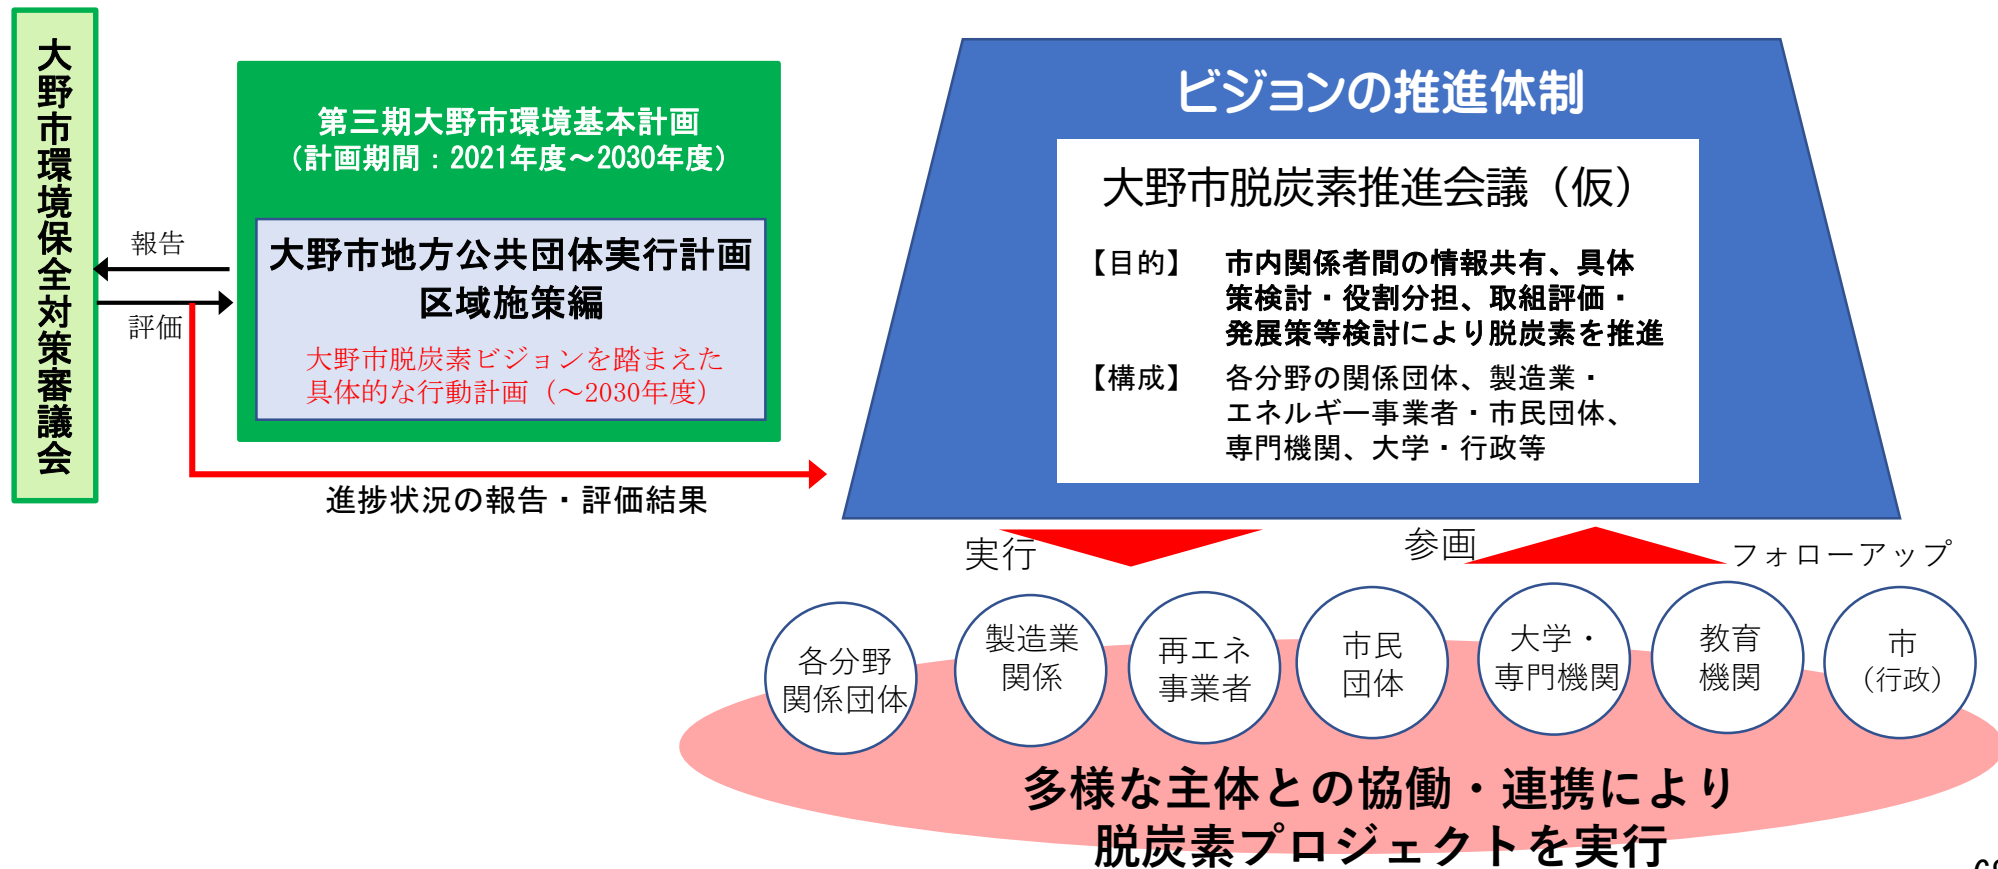 大野市環境保全対策審議会
報告
評価
第三期大野市環境基本計画
(計画期間:2021年度~2030年度)
大野市地方公共団体実行計画
区域施策編
大野市脱炭素ビジョンを踏まえた
具体的な行動計画(~2030年度)
進捗状況の報告・評価結果
ビジョンの推進体制
大野市脱炭素推進会議(仮)
【目的】 市内関係者間の情報共有、具体
策検討・役割分担、取組評価・
発展策等検討により脱炭素を推進
【構成】 各分野の関係団体、製造業・
エネルギー事業者・市民団体、
専門機関、大学・行政等
実行
参画
フォローアップ
各分野
関係団体
製造業
関係
再エネ
事業者
市民
団体
大学・
専門機関
教育
機関
市
(行政)
多様な主体との協働・連携により
脱炭素プロジェクトを実行